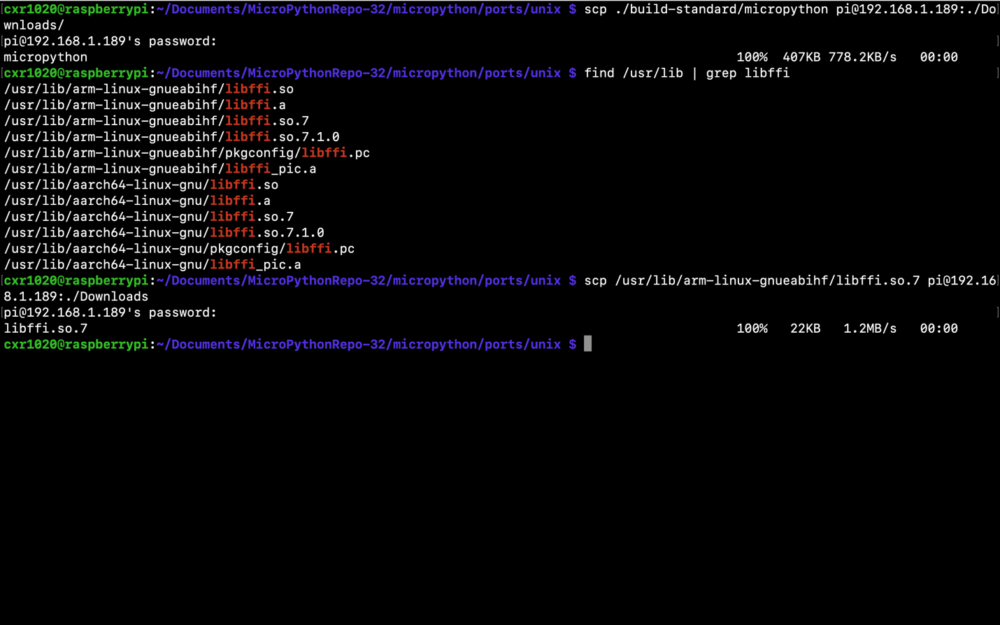 cxr1020@raspberrypi:~/Documents/MicroPythonRepo-32/micropython/ports/unix $ scp ./build-standard/micropython pi@192.168.1.189:./Do
wnloads/
pi@192.168.1.189's password:
micropython 100% 407KB 778.2KB/s 00:00
cxr1020@raspberrypi:~/Documents/MicroPythonRepo-32/micropython/ports/unix $ find /usr/lib | grep libffi
/usr/lib/arm-linux-gnueabihf/libffi.so
/usr/lib/arm-linux-gnueabihf/libffi.a
/usr/lib/arm-linux-gnueabihf/libffi.so.7
/usr/lib/arm-linux-gnueabihf/libffi.so.7.1.0
/usr/lib/arm-linux-gnueabihf/pkgconfig/libffi.pc
/usr/lib/arm-linux-gnueabihf/libffi_pic.a
/usr/lib/aarch64-linux-gnu/libffi.so
/usr/lib/aarch64-linux-gnu/libffi.a
/usr/lib/aarch64-linux-gnu/libffi.so.7
/usr/lib/aarch64-linux-gnu/libffi.so.7.1.0
/usr/lib/aarch64-linux-gnu/pkgconfig/libffi.pc
/usr/lib/aarch64-linux-gnu/libffi_pic.a
cxr1020@raspberrypi:~/Documents/MicroPythonRepo-32/micropython/ports/unix $ scp /usr/lib/arm-linux-gnueabihf/libffi.so.7 pi@192.16
8.1.189:./Downloads
pi@192.168.1.189's password:
libffi.so.7 100% 22KB 1.2MB/s 00:00
cxr1020@raspberrypi:~/Documents/MicroPythonRepo-32/micropython/ports/unix $